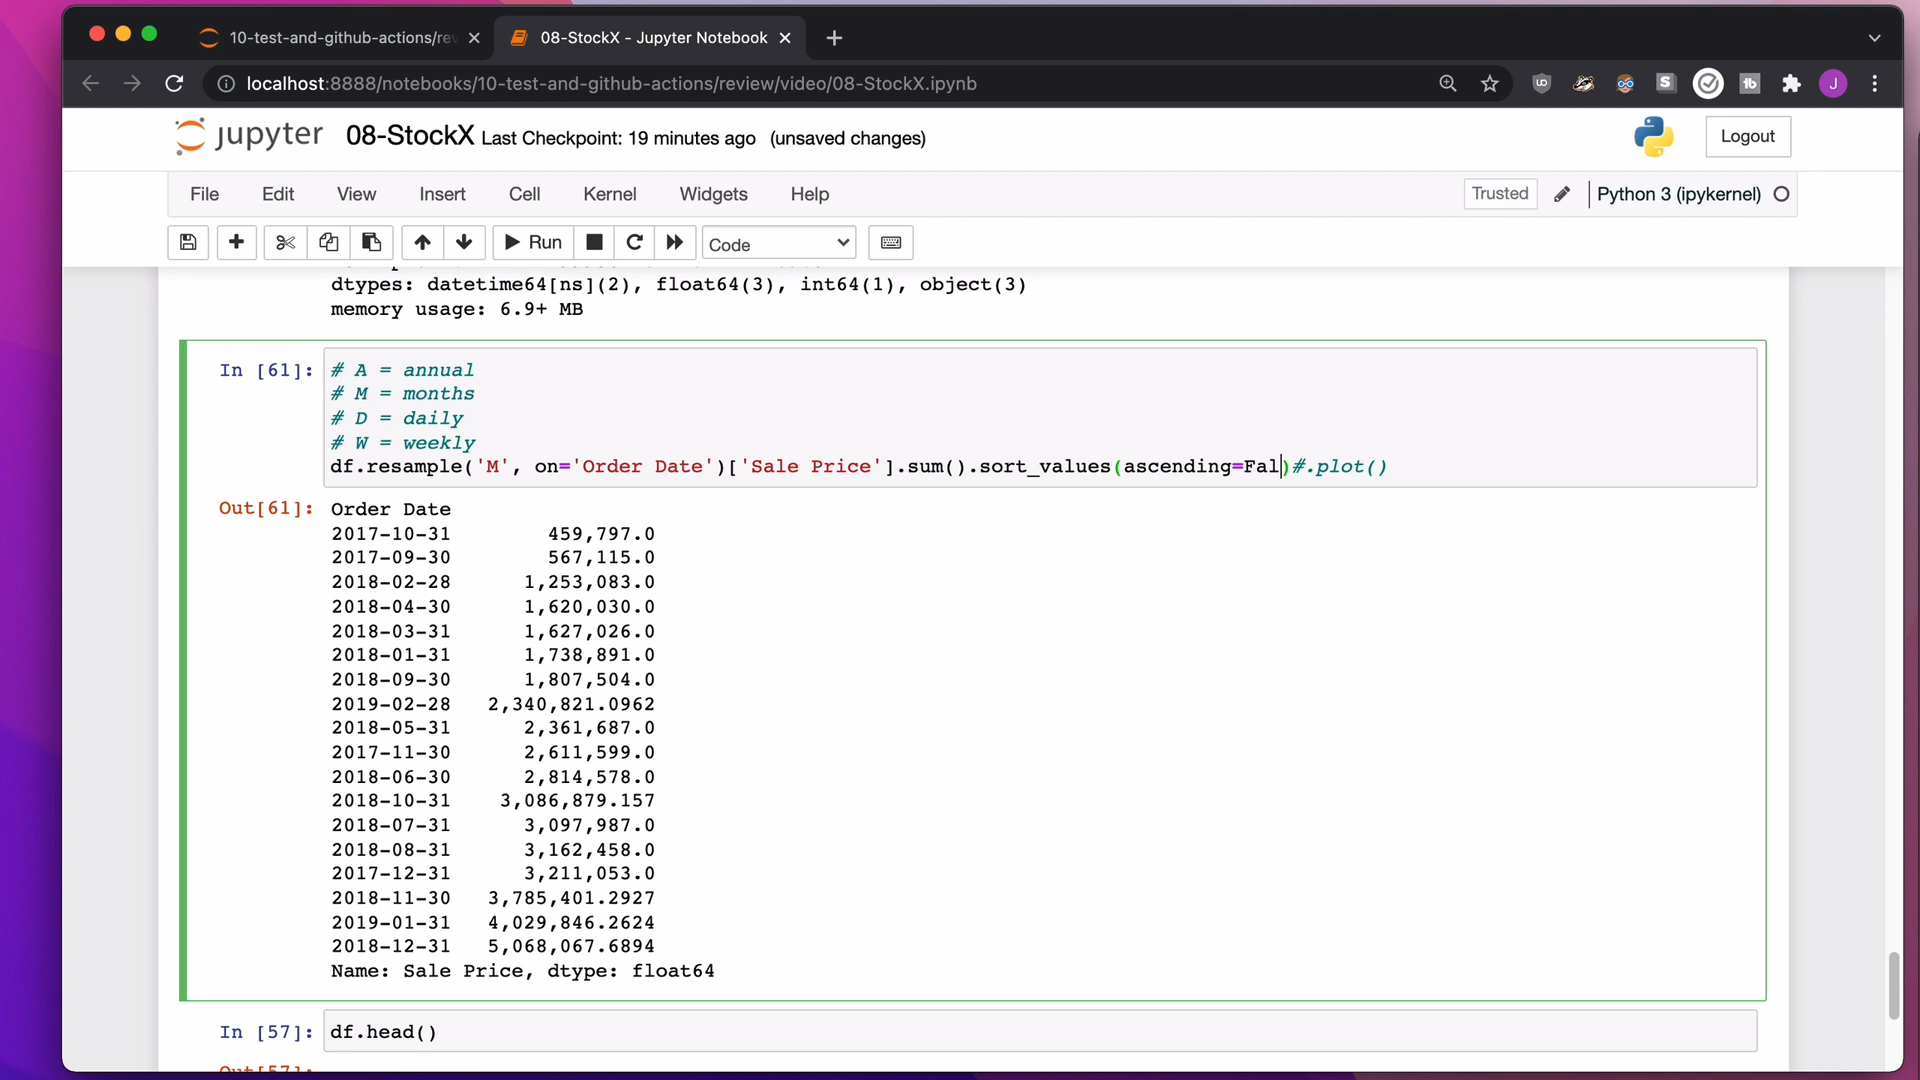 10-test-and-github-actions/rev
08-StockX - Jupyter Notebook
localhost:8888/notebooks/10-test-and-github-actions/review/video/08-StockX.ipynb
J
jupyter 08-StockX Last Checkpoint: 19 minutes ago (unsaved changes)
Logout
File Edit View Insert Cell Kernel Widgets Help
Trusted Python 3 (ipykernel)
Run Code
dtypes: datetime64[ns](2), float64(3), int64(1), object(3)
memory usage: 6.9+ MB
In [61]: # A = annual
# M = months
# D = daily
# W = weekly
df.resample('M', on='Order Date')['Sale Price'].sum().sort_values(ascending=Fal)#.plot()
Out[61]: Order Date
2017-10-31 459,797.0
2017-09-30 567,115.0
2018-02-28 1,253,083.0
2018-04-30 1,620,030.0
2018-03-31 1,627,026.0
2018-01-31 1,738,891.0
2018-09-30 1,807,504.0
2019-02-28 2,340,821.0962
2018-05-31 2,361,687.0
2017-11-30 2,611,599.0
2018-06-30 2,814,578.0
2018-10-31 3,086,879.157
2018-07-31 3,097,987.0
2018-08-31 3,162,458.0
2017-12-31 3,211,053.0
2018-11-30 3,785,401.2927
2019-01-31 4,029,846.2624
2018-12-31 5,068,067.6894
Name: Sale Price, dtype: float64
In [57]: df.head()
Out[57]: